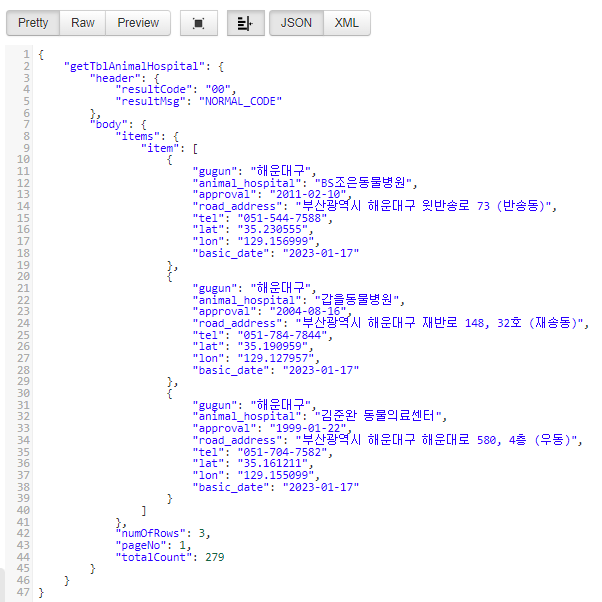 Pretty Raw Preview JSON XML
1 {
2 "getTblAnimalHospital": {
3 "header": {
4 "resultCode": "00",
5 "resultMsg": "NORMAL_CODE"
6 },
7 "body": {
8 "items": {
9 "item": [
10 {
11 "gugun": "해운대구",
12 "animal_hospital": "BS조은동물병원",
13 "approval": "2011-02-10",
14 "road_address": "부산광역시 해운대구 윗반송로 73 (반송동)",
15 "tel": "051-544-7588",
16 "lat": "35.230555",
17 "lon": "129.156999",
18 "basic_date": "2023-01-17"
19 },
20 {
21 "gugun": "해운대구",
22 "animal_hospital": "갑을동물병원",
23 "approval": "2004-08-16",
24 "road_address": "부산광역시 해운대구 재반로 148, 32호 (재송동)",
25 "tel": "051-784-7844",
26 "lat": "35.190959",
27 "lon": "129.127957",
28 "basic_date": "2023-01-17"
29 },
30 {
31 "gugun": "해운대구",
32 "animal_hospital": "김준완 동물의료센터",
33 "approval": "1999-01-22",
34 "road_address": "부산광역시 해운대구 해운대로 580, 4층 (우동)",
35 "tel": "051-704-7582",
36 "lat": "35.161211",
37 "lon": "129.155099",
38 "basic_date": "2023-01-17"
39 }
40 ]
41 },
42 "numOfRows": 3,
43 "pageNo": 1,
44 "totalCount": 279
45 }
46 }
47 }